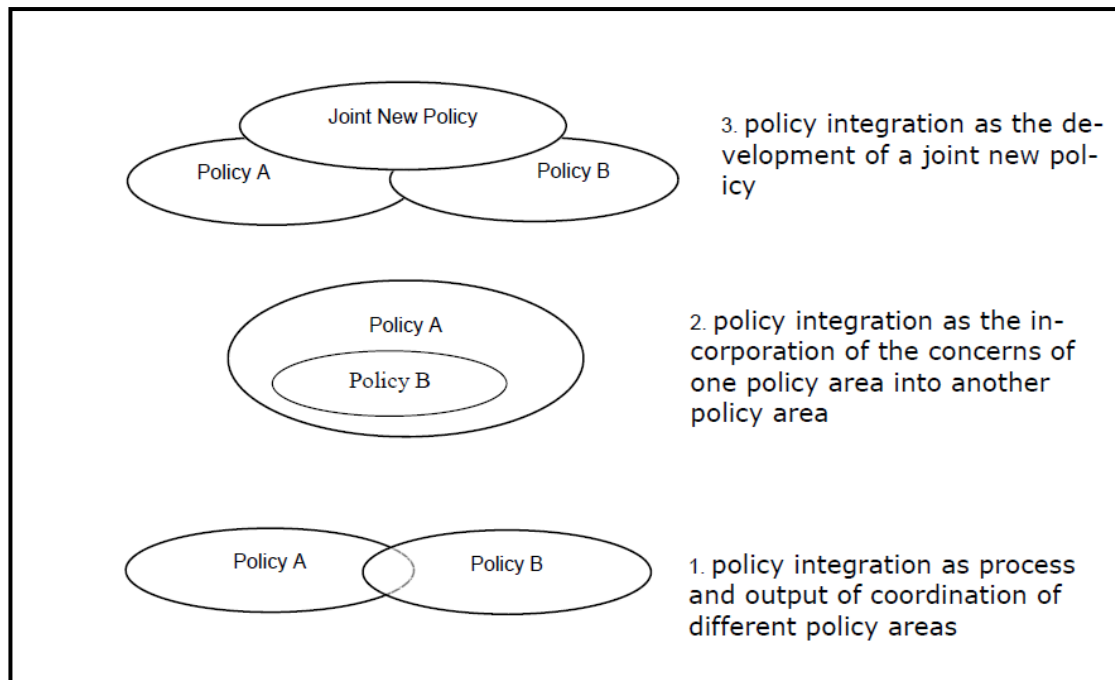 Joint New Policy
Policy A
Policy B
3. policy integration as the de-
velopment of a joint new pol-
icy
Policy A
Policy B
2. policy integration as the in-
corporation of the concerns of
one policy area into another
policy area
Policy A
Policy B
1. policy integration as process
and output of coordination of
different policy areas